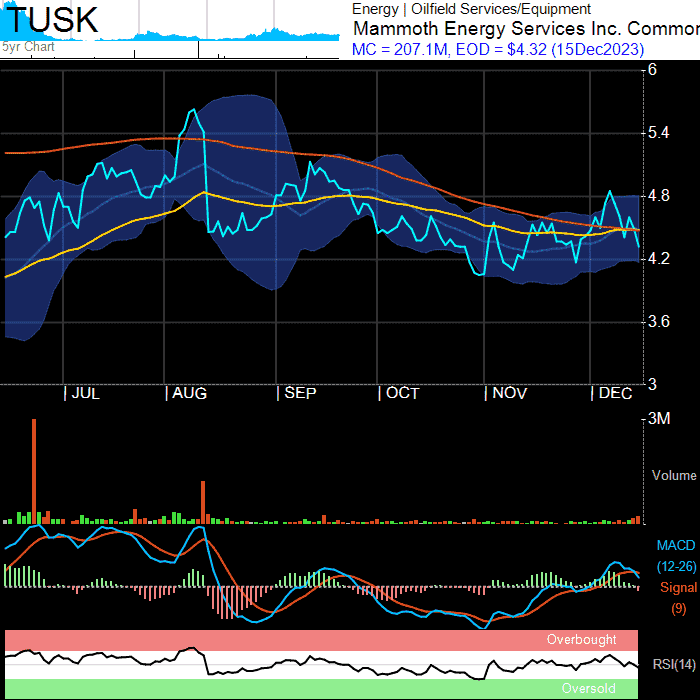 TUSK
5yr Chart
Energy | Oilfield Services/Equipment
Mammoth Energy Services Inc. Common
MC = 207.1M, EOD = $4.32 (15Dec2023)
6
5.4
4.8
4.2
3.6
3
JUL
AUG
SEP
OCT
NOV
DEC
3M
Volume
MACD
(12-26)
Signal
(9)
Overbought
RSI(14)
Oversold